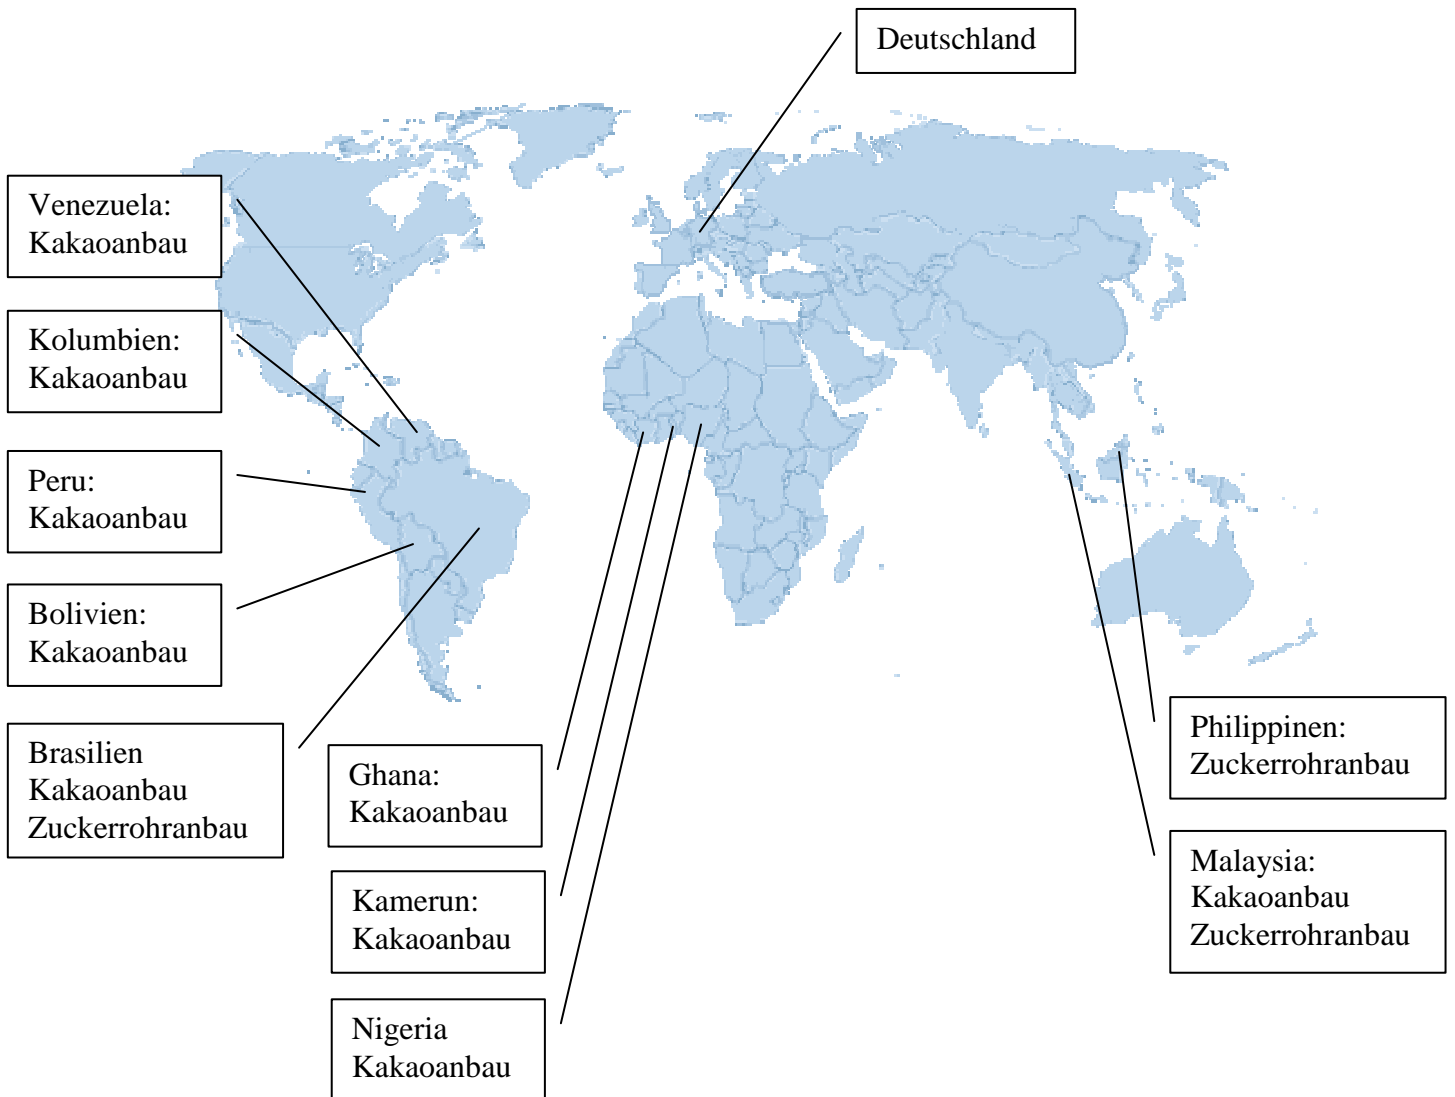 Deutschland
Venezuela:
Kakaoanbau
Kolumbien:
Kakaoanbau
Peru:
Kakaoanbau
Bolivien:
Kakaoanbau
Brasilien
Kakaoanbau
Zuckerrohranbau
Ghana:
Kakaoanbau
Kamerun:
Kakaoanbau
Nigeria
Kakaoanbau
Philippinen:
Zuckerrohranbau
Malaysia:
Kakaoanbau
Zuckerrohranbau